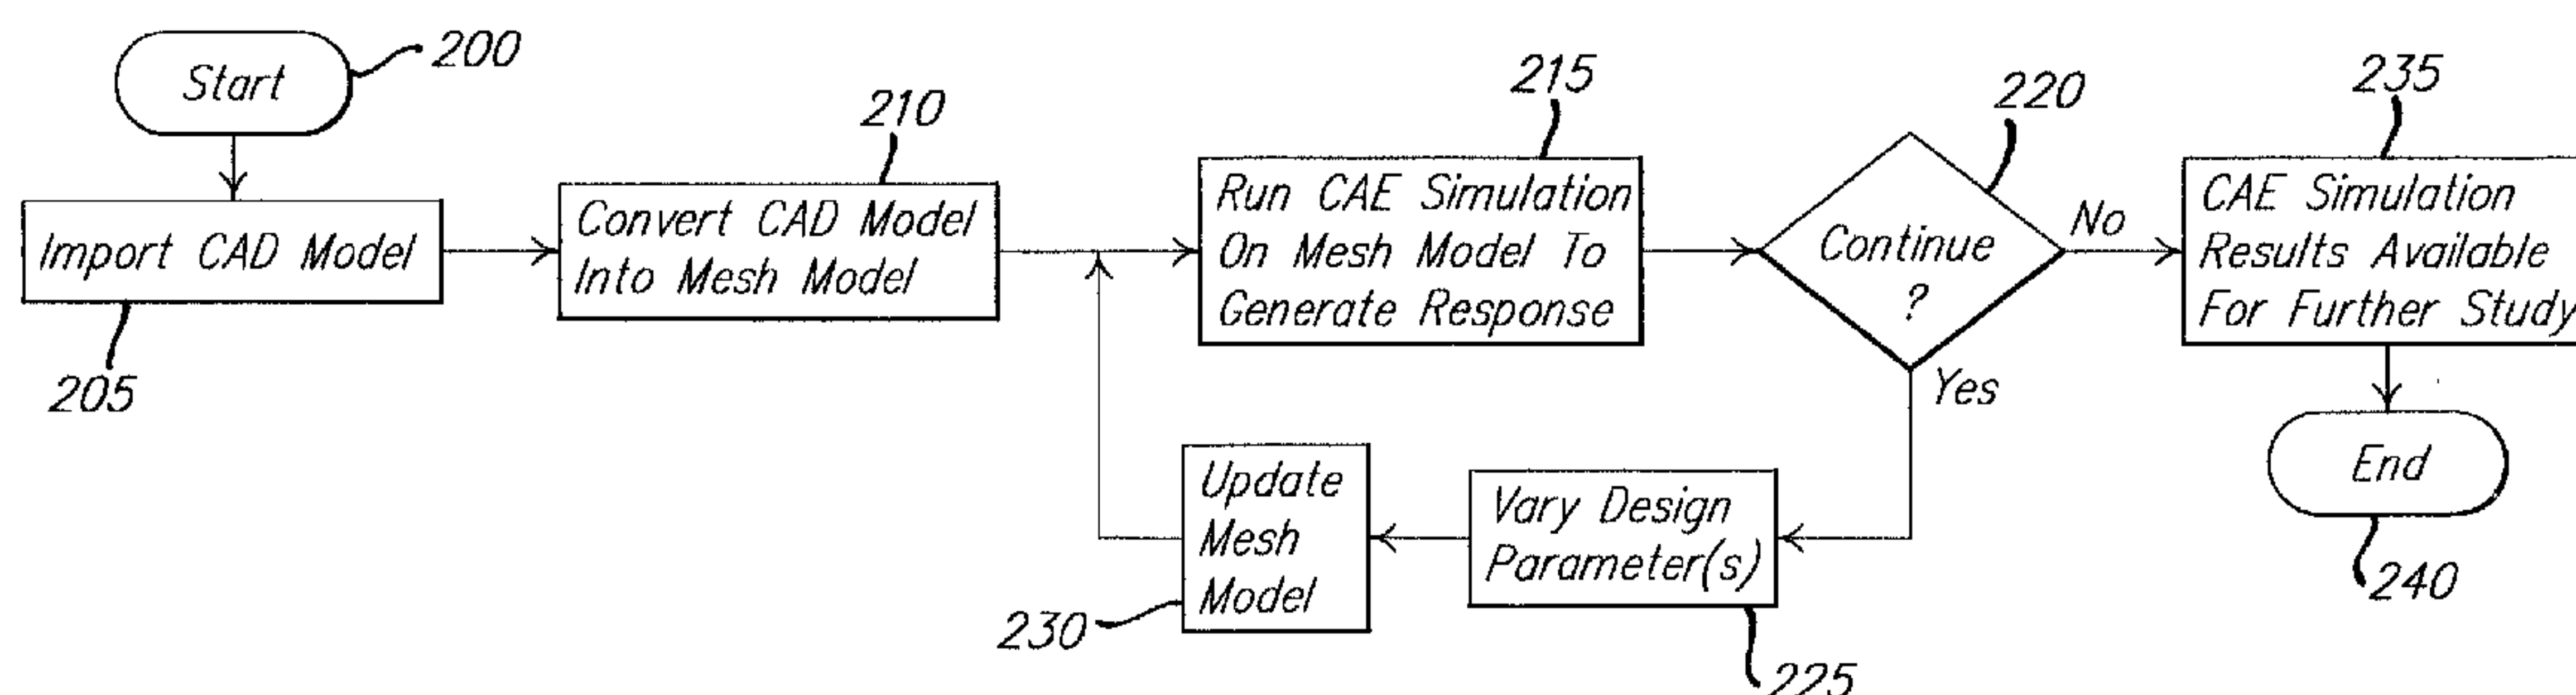 Start
200
Import CAD Model
205
210
Convert CAD Model
Into Mesh Model
215
Run CAE Simulation
On Mesh Model To
Generate Response
220
Continue
?
No
Yes
235
CAE Simulation
Results Available
For Further Study
End
240
Vary Design
Parameter(s)
225
Update
Mesh
Model
230